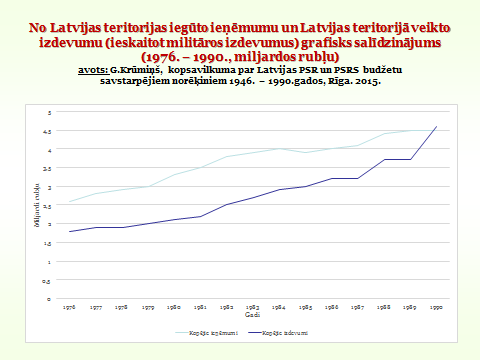 No Latvijas teritorijas iegūto ieņēmumu un Latvijas teritorijā veikto
izdevumu (ieskaitot militāros izdevumus) grafisks salīdzinājums
(1976. – 1990., miljardos rubļu)
avots: G.Krūmiņš, kopsavilkuma par Latvijas PSR un PSRS budžetu
savstarpējiem norēķiniem 1946. – 1990.gados, Rīga. 2015.
5
4,5
4
3,5
3
2,5
2
1,5
1
0,5
0
Miljardi rubļu
1976 1977 1978 1979 1980 1981 1982 1983 1984 1985 1986 1987 1988 1989 1990
Gadi
Kopējie ieņēmumi Kopējie izdevumi